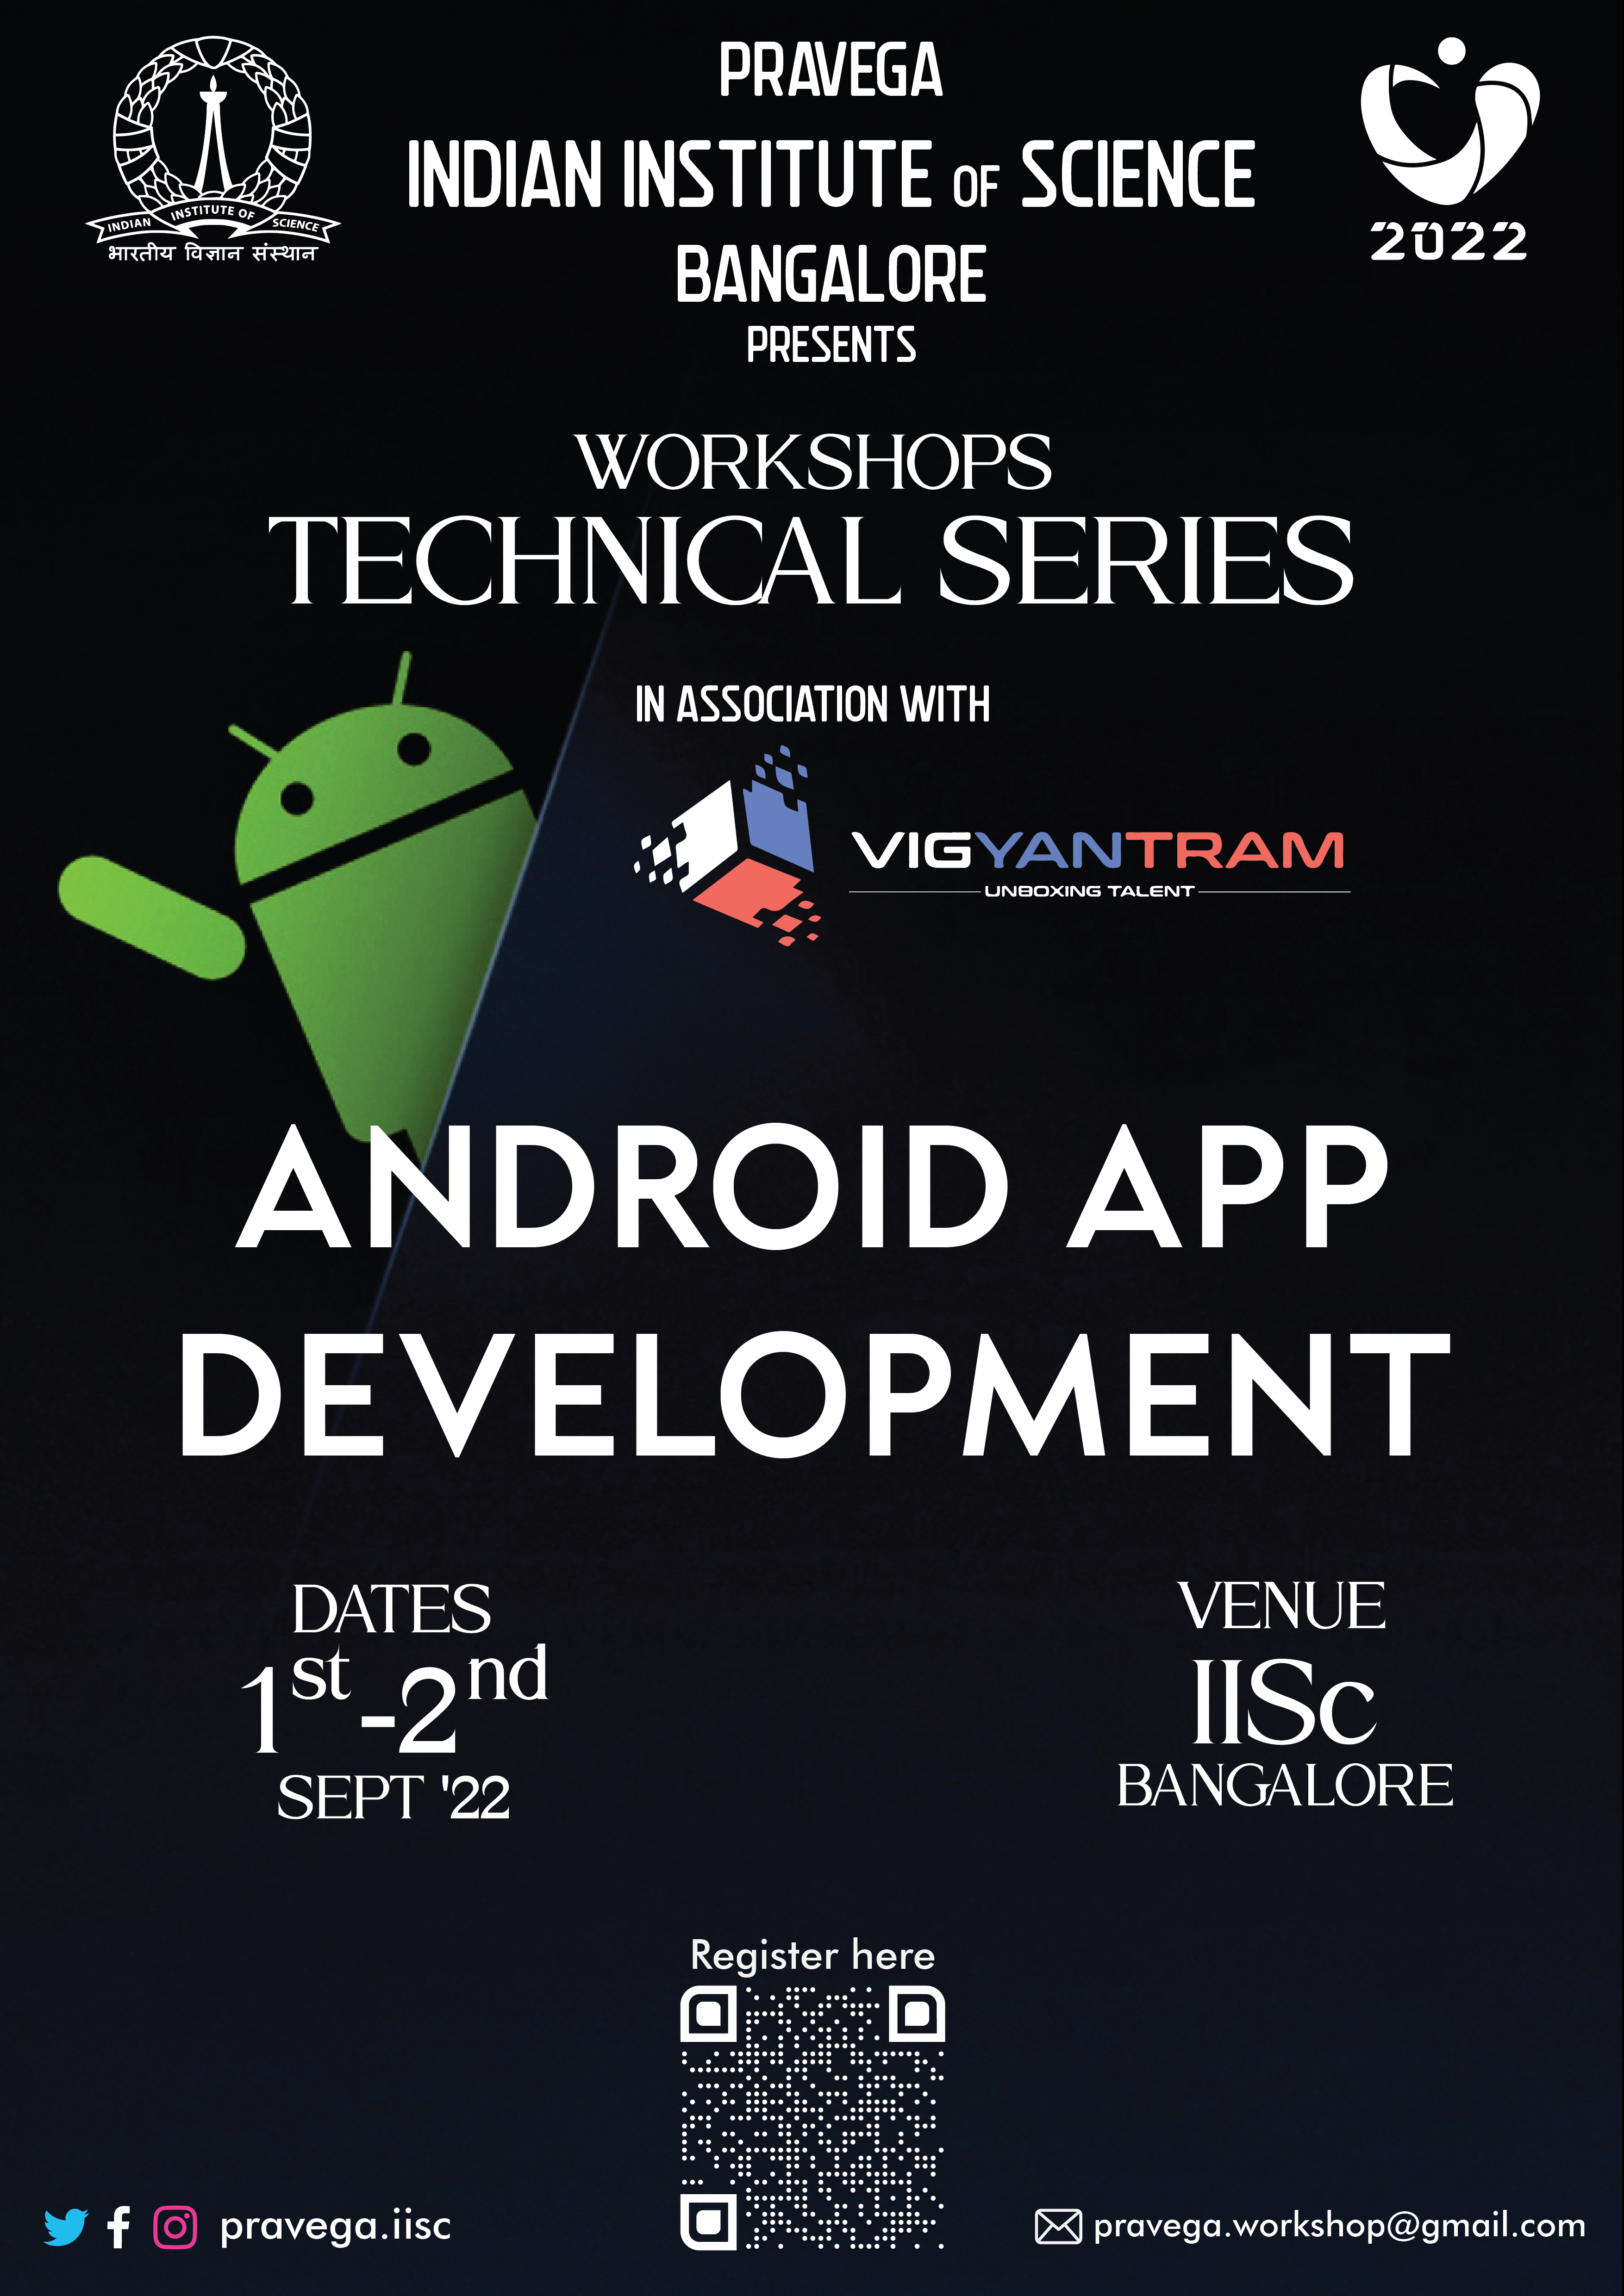 PRAVEGA
INDIAN INSTITUTE OF SCIENCE
BANGALORE
PRESENTS
INDIAN INSTITUTE OF SCIENCE
भारतीय विज्ञान संस्थान
2022
WORKSHOPS
TECHNICAL SERIES
IN ASSOCIATION WITH
VIGYANTRAM
UNBOXING TALENT
ANDROID APP
DEVELOPMENT
DATES
1st-2nd
SEPT '22
VENUE
IISc
BANGALORE
Register here
pravega.iisc
pravega.workshop@gmail.com